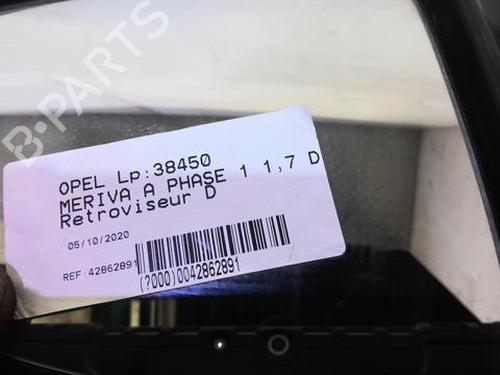 B-PARTS
OPEL Lp:38450
MERIVA A PHASE 1 1,7 D
Retroviseur D
05/10/2020
REF:42862891
(?000)0042862891